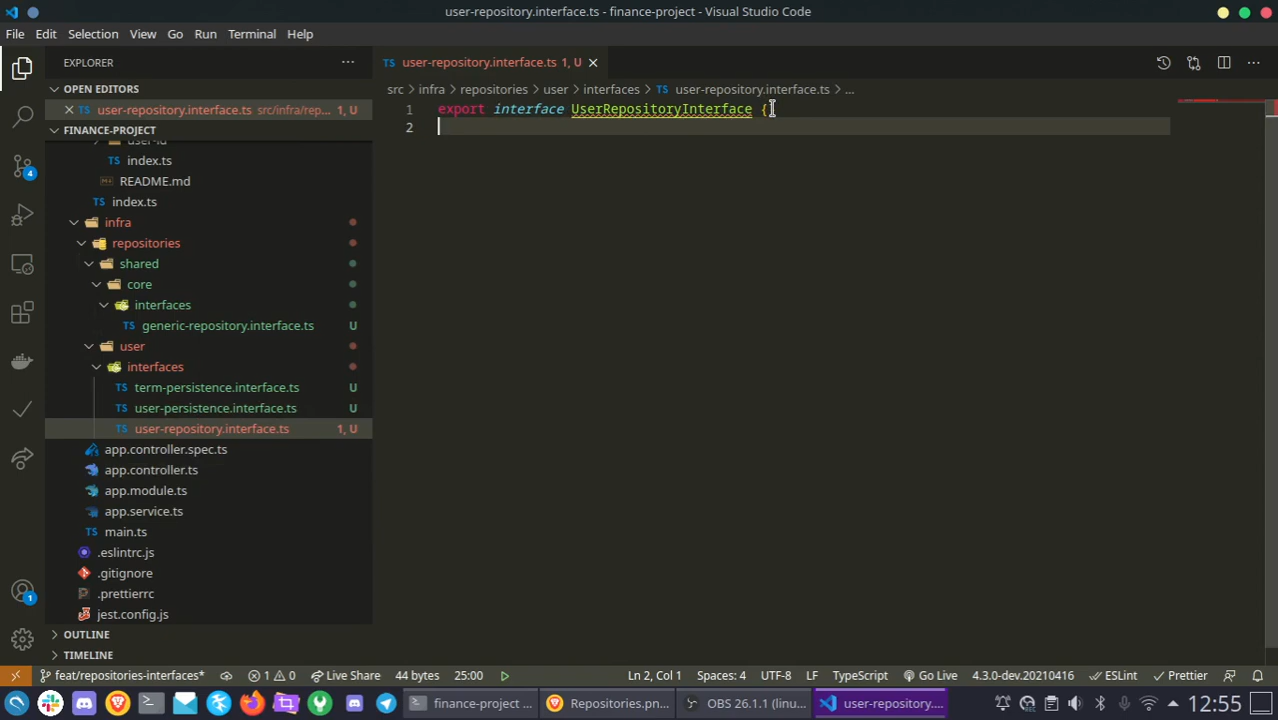 user-repository.interface.ts - finance-project - Visual Studio Code
File Edit Selection View Go Run Terminal Help
EXPLORER
OPEN EDITORS
user-repository.interface.ts src/infra/rep... 1, U
FINANCE-PROJECT
user-id
index.ts
README.md
index.ts
infra
repositories
shared
core
interfaces
generic-repository.interface.ts U
user
interfaces
term-persistence.interface.ts U
user-persistence.interface.ts U
user-repository.interface.ts 1, U
app.controller.spec.ts
app.controller.ts
app.module.ts
app.service.ts
main.ts
.eslintrc.js
.gitignore
.prettierrc
jest.config.js
OUTLINE
TIMELINE
TS user-repository.interface.ts 1, U
src > infra > repositories > user > interfaces > TS user-repository.interface.ts > ...
1 export interface UserRepositoryInterface {
2
feat/repositories-interfaces* 1 0 Live Share 44 bytes 25:00 Ln 2, Col 1 Spaces: 4 UTF-8 LF TypeScript Go Live 4.3.0-dev.20210416 ESLint Prettier
finance-project ... Repositories.pn... OBS 26.1.1 (linu... user-repository.... 12:55